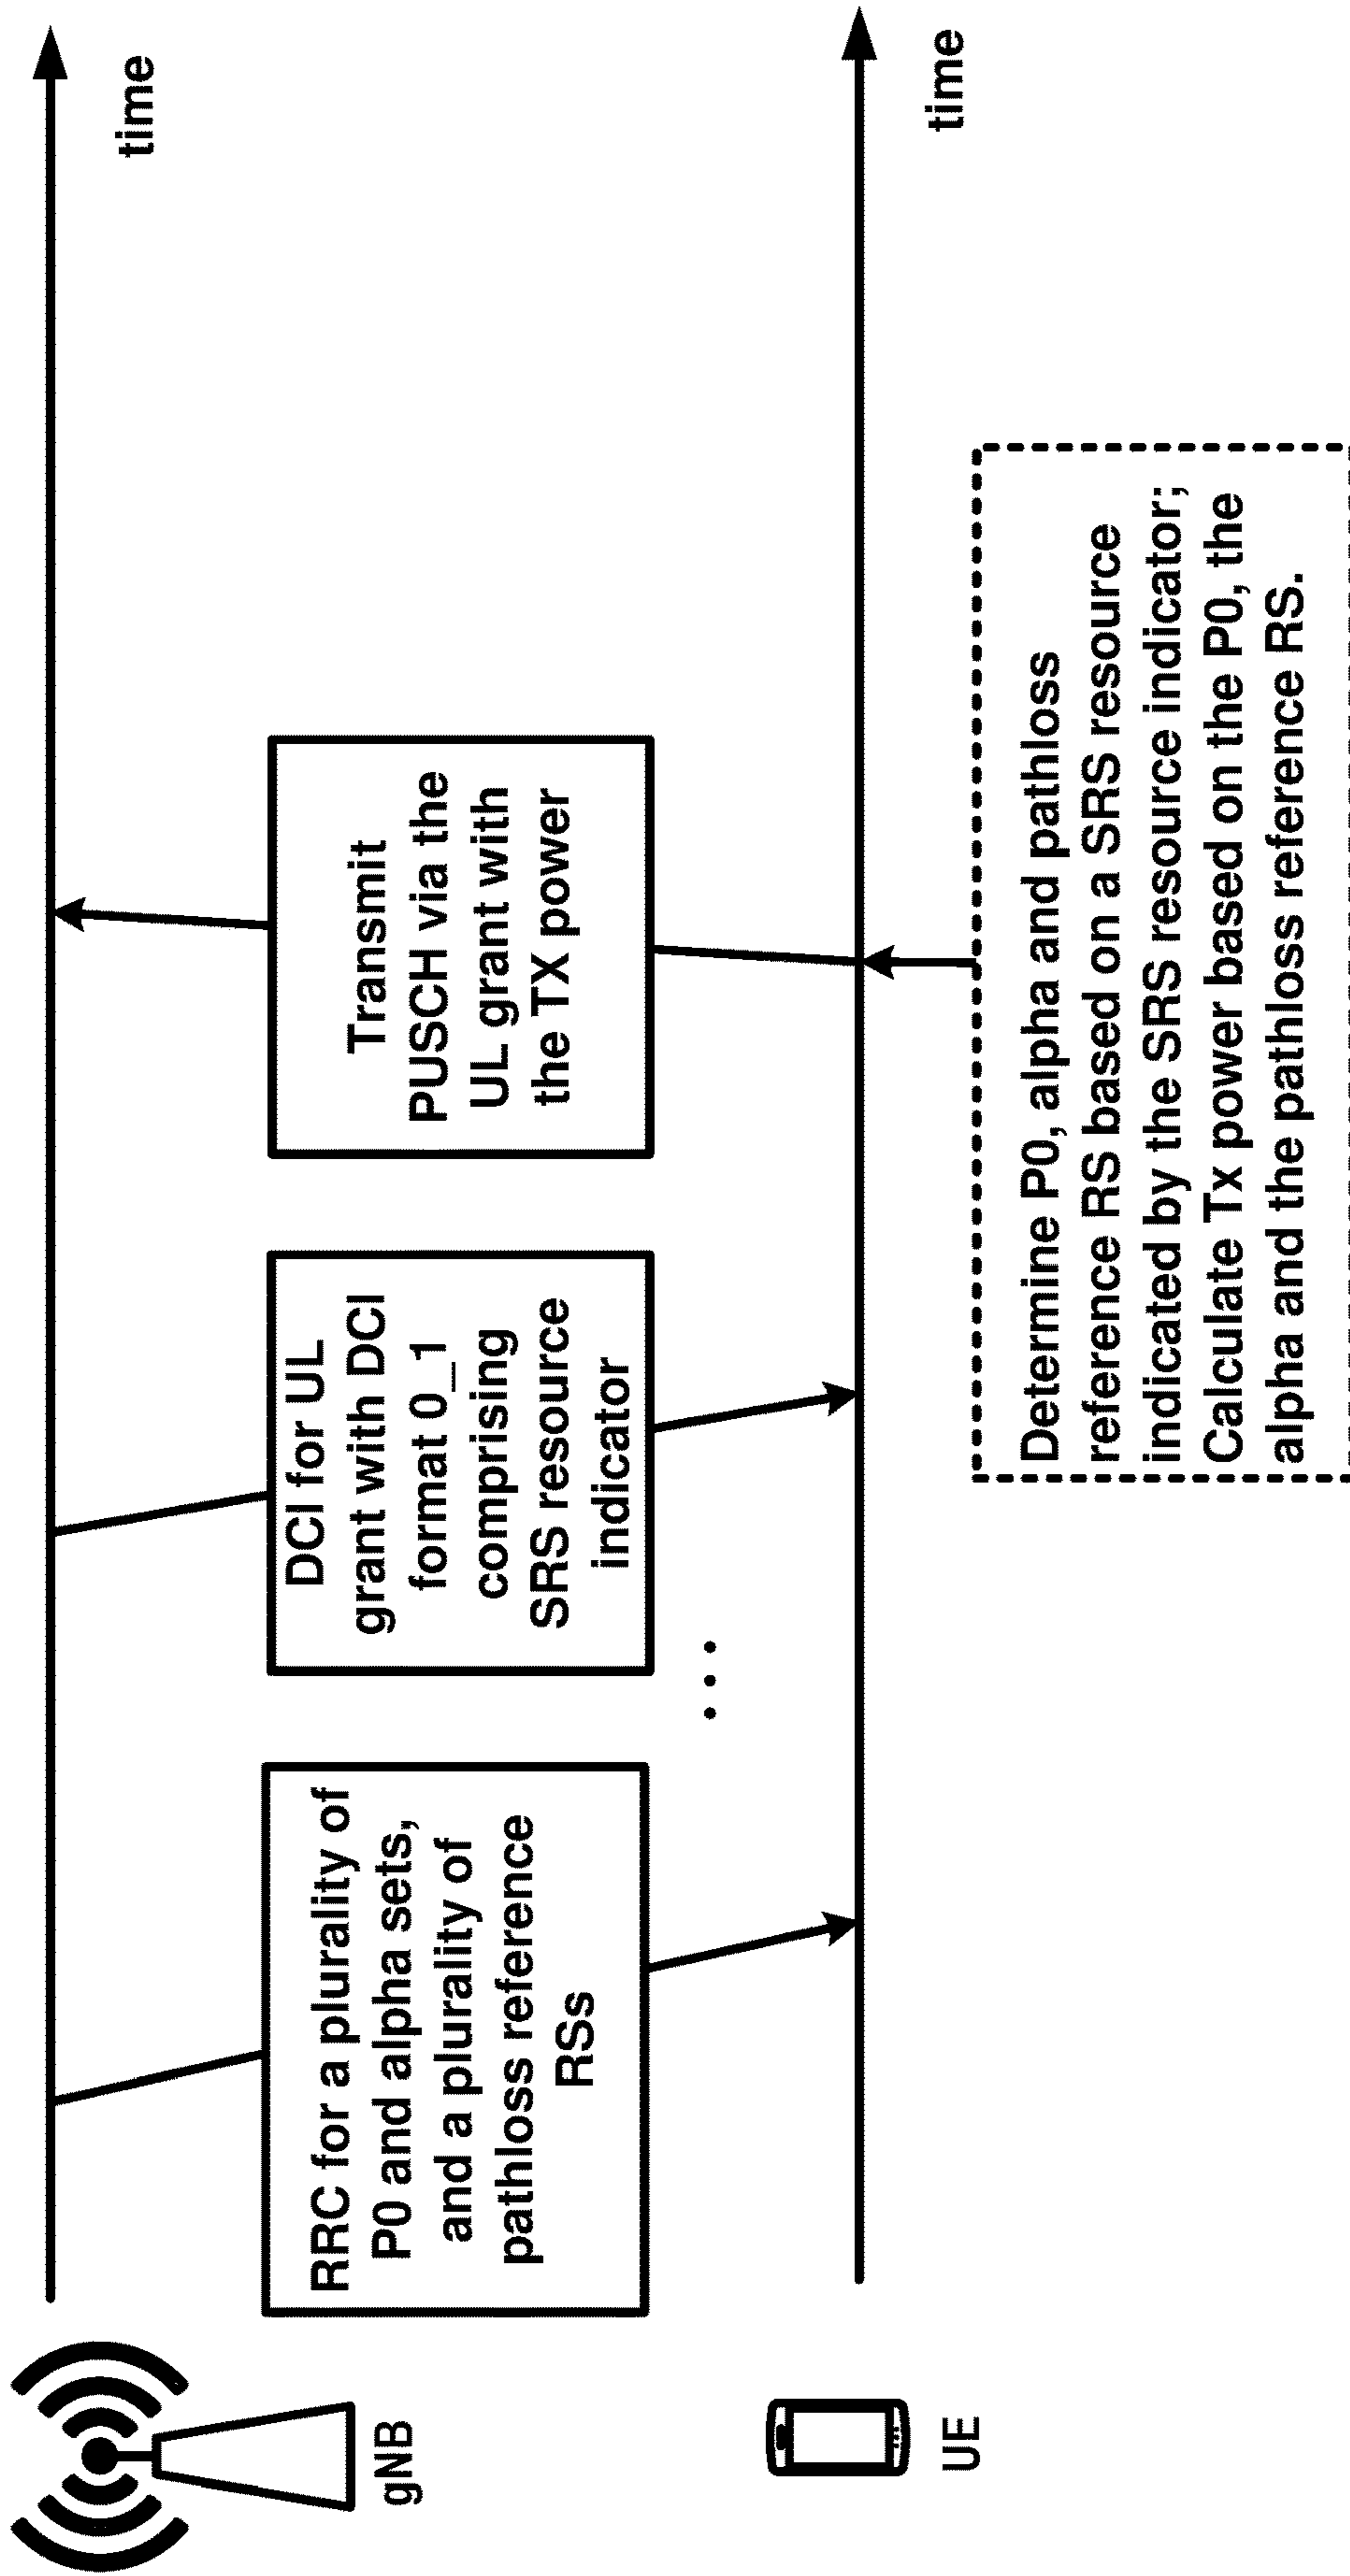 gNB
time
RRC for a plurality of
P0 and alpha sets,
and a plurality of
pathloss reference
RSs
...
DCI for UL
grant with DCI
format 0_1
comprising
SRS resource
indicator
Transmit
PUSCH via the
UL grant with
the TX power
UE
time
Determine P0, alpha and pathloss
reference RS based on a SRS resource
indicated by the SRS resource indicator;
Calculate Tx power based on the P0, the
alpha and the pathloss reference RS.